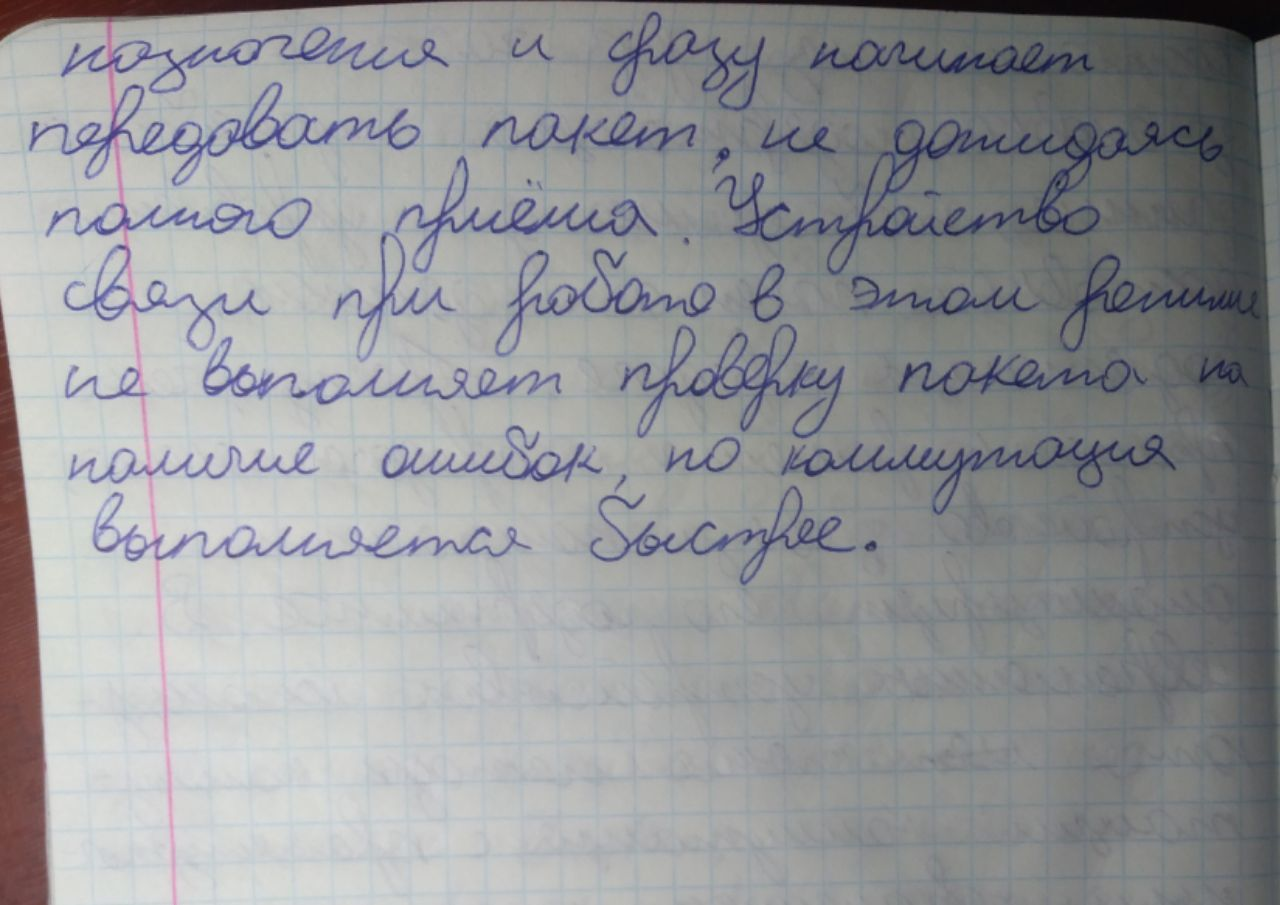 назначения и сразу начинает
передавать пакет, не дожидаясь
полного приёма. Устройство
связи при работе в этом режиме
не выполняет проверку пакета на
наличие ошибок, но коммутация
выполняется быстрее.